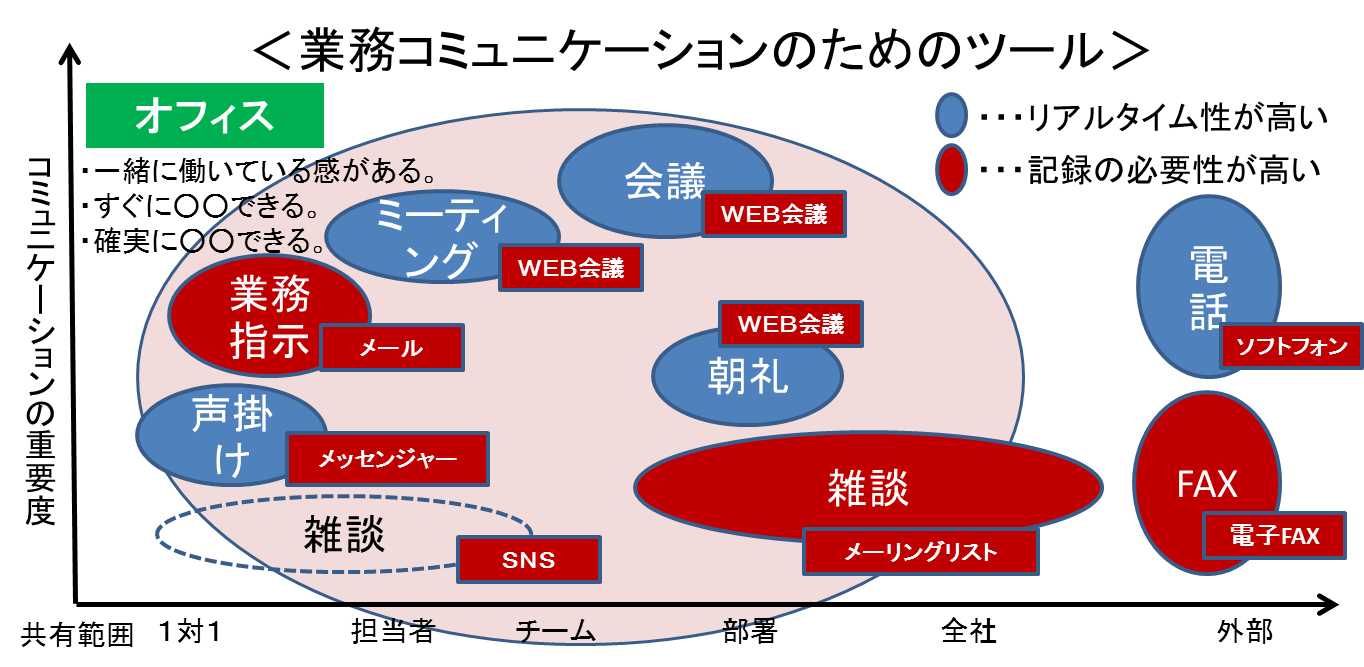 ＜業務コミュニケーションのためのツール＞
オフィス
・・・リアルタイム性が高い
・・・記録の必要性が高い
・一緒に働いている感がある。
・すぐに〇〇できる。
・確実に〇〇できる。
コミュニケーションの重要度
会議
WEB会議
ミーティ
ング
WEB会議
業務
指示
メール
WEB会議
朝礼
電
話
ソフトフォン
声掛
け
メッセンジャー
雑談
メーリングリスト
FAX
電子FAX
雑談
SNS
共有範囲
１対１
担当者
チーム
部署
全社
外部